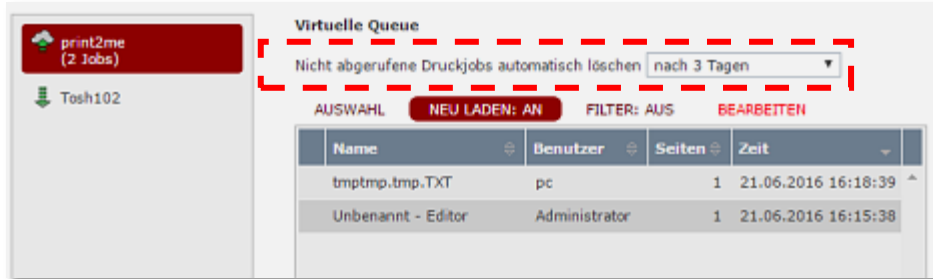 print2me
(2 Jobs)
Tosh102
Virtuelle Queue
Nicht abgerufene Druckjobs automatisch löschen nach 3 Tagen
AUSWAHL NEU LADEN: AN FILTER: AUS BEARBEITEN
Name Benutzer Seiten Zeit
tmptmp.tmp.TXT pc 1 21.06.2016 16:18:39
Unbenannt - Editor Administrator 1 21.06.2016 16:15:38